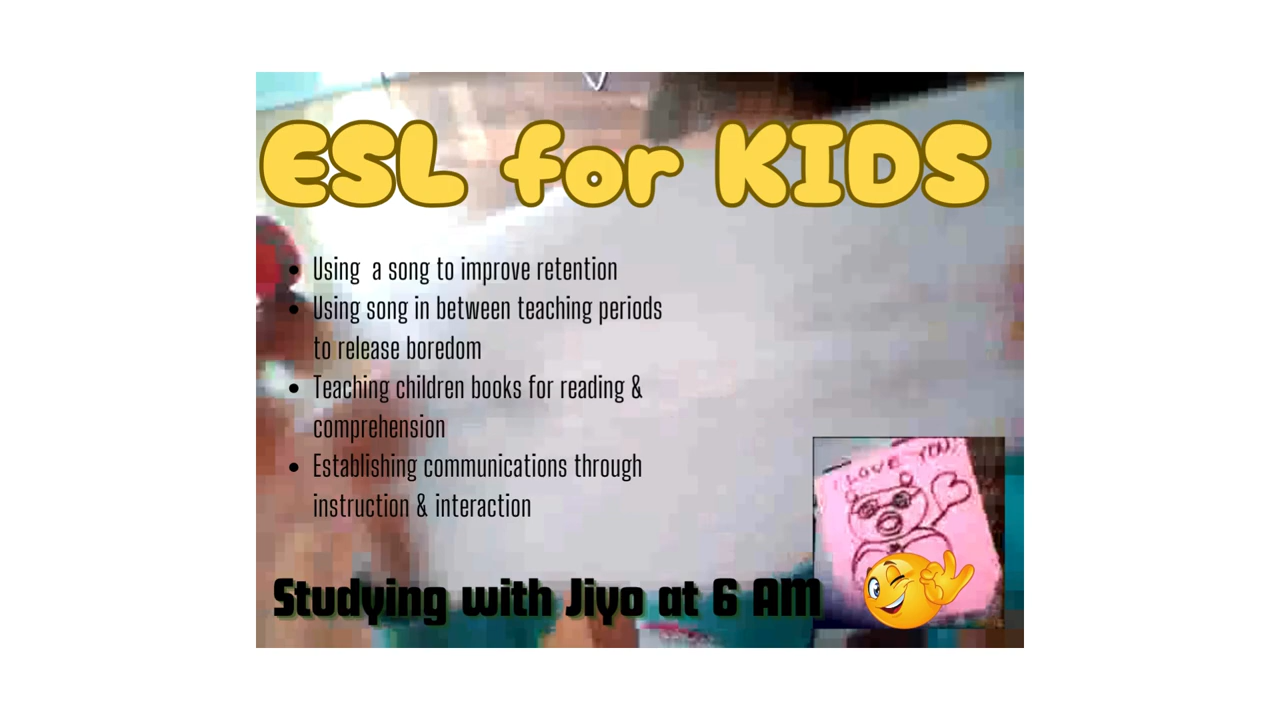 ESL for KIDS
• Using  a song to improve retention
• Using song in between teaching periods
to release boredom
• Teaching children books for reading &
comprehension
• Establishing communications through
instruction & interaction
I LOVE YOU
Studying with Jiyo at 6 AM